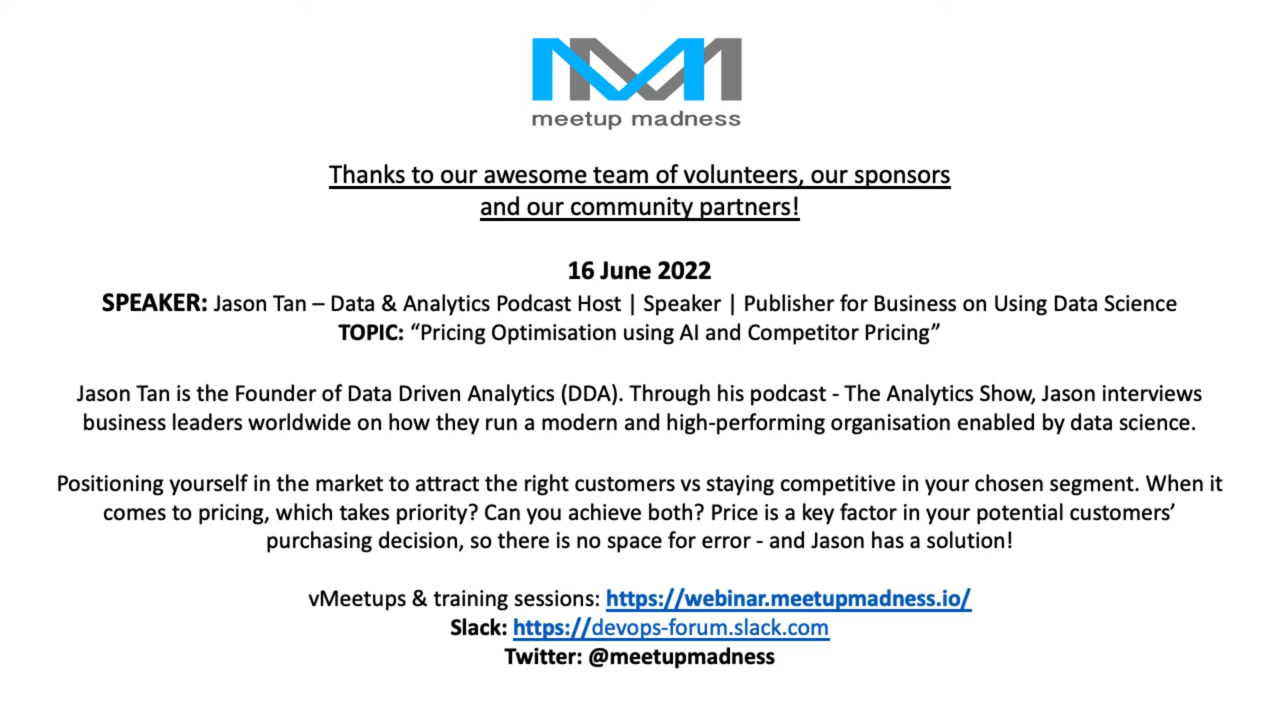 meetup madness
Thanks to our awesome team of volunteers, our sponsors
and our community partners!
16 June 2022
SPEAKER: Jason Tan – Data & Analytics Podcast Host | Speaker | Publisher for Business on Using Data Science
TOPIC: “Pricing Optimisation using AI and Competitor Pricing”
Jason Tan is the Founder of Data Driven Analytics (DDA). Through his podcast - The Analytics Show, Jason interviews
business leaders worldwide on how they run a modern and high-performing organisation enabled by data science.
Positioning yourself in the market to attract the right customers vs staying competitive in your chosen segment. When it
comes to pricing, which takes priority? Can you achieve both? Price is a key factor in your potential customers’
purchasing decision, so there is no space for error - and Jason has a solution!
vMeetups & training sessions: https://webinar.meetupmadness.io/
Slack: https://devops-forum.slack.com
Twitter: @meetupmadness